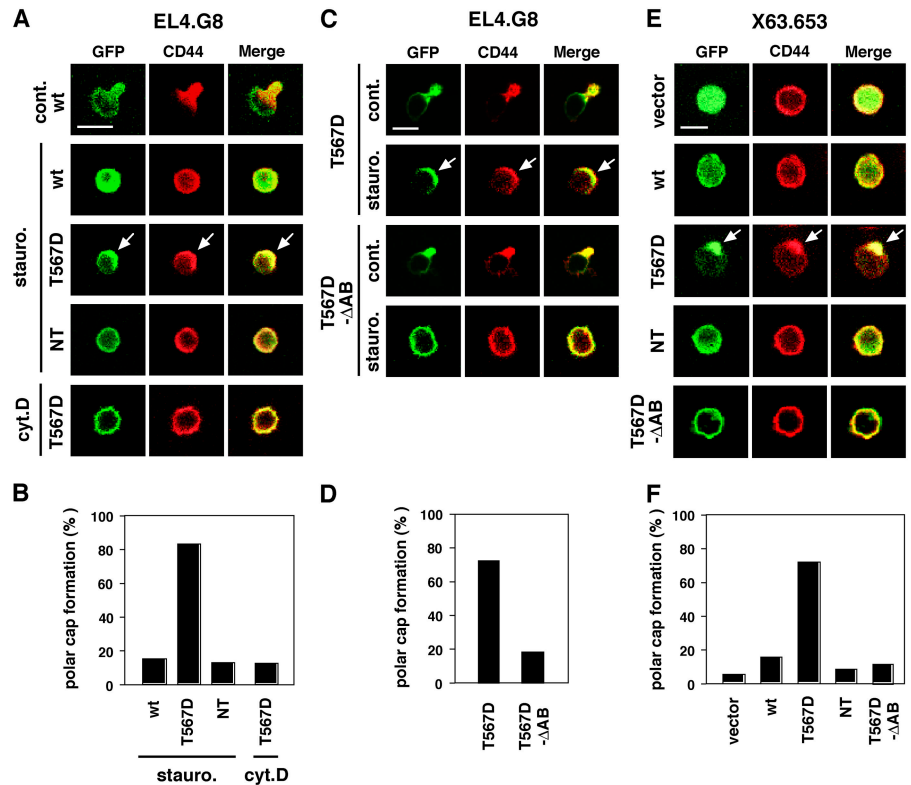 A
EL4.G8
GFP CD44 Merge
cont.
wt
stauro.
wt
T567D
NT
cyt.D
T567D
C
EL4.G8
GFP CD44 Merge
T567D
cont.
stauro.
T567D
-ΔAB
cont.
stauro.
E
X63.653
GFP CD44 Merge
vector
wt
T567D
NT
T567D
-ΔAB
B
polar cap formation (%)
100
80
60
40
20
0
wt T567D NT T567D
stauro. cyt.D
D
polar cap formation (%)
100
80
60
40
20
0
T567D T567D
-ΔAB
F
polar cap formation (%)
100
80
60
40
20
0
vector wt T567D NT T567D
-ΔAB